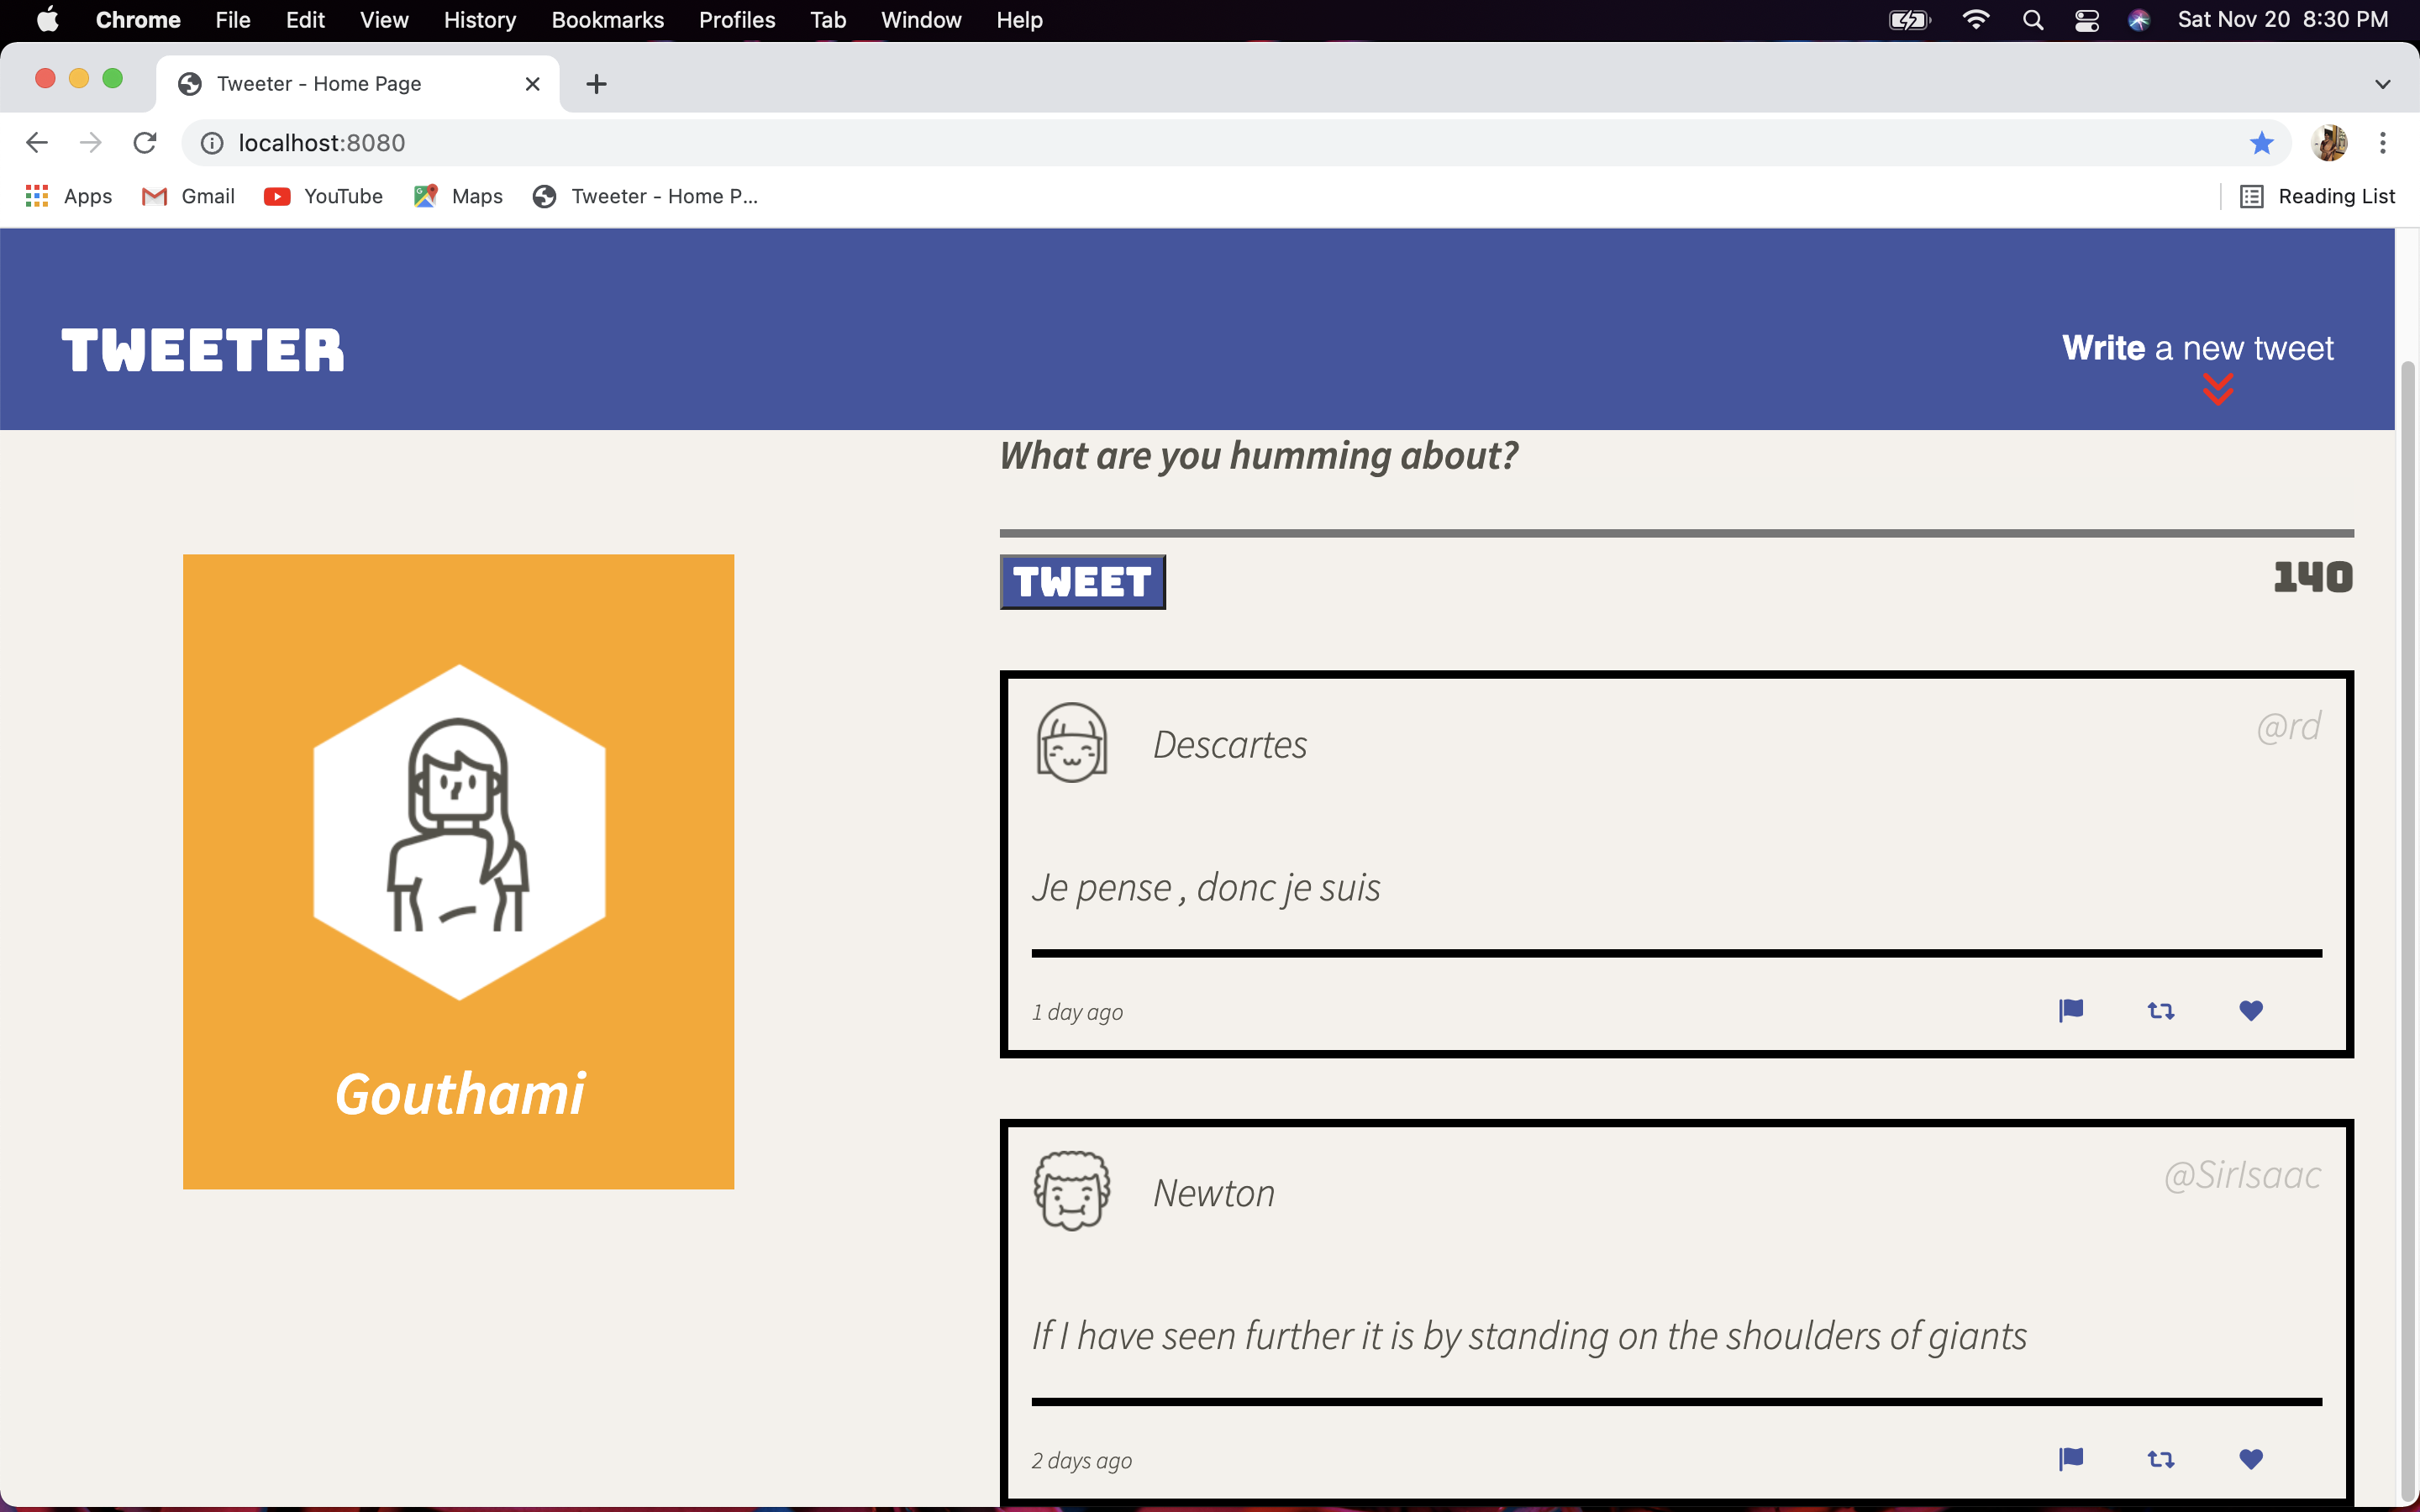 Chrome File Edit View History Bookmarks Profiles Tab Window Help Sat Nov 20 8:30 PM
Tweeter - Home Page
localhost:8080
Apps Gmail YouTube Maps Tweeter - Home P... Reading List
TWEETER
Write a new tweet
What are you humming about?
TWEET 140
Descartes @rd
Je pense , donc je suis
1 day ago
Gouthami
Newton @SirIsaac
If I have seen further it is by standing on the shoulders of giants
2 days ago